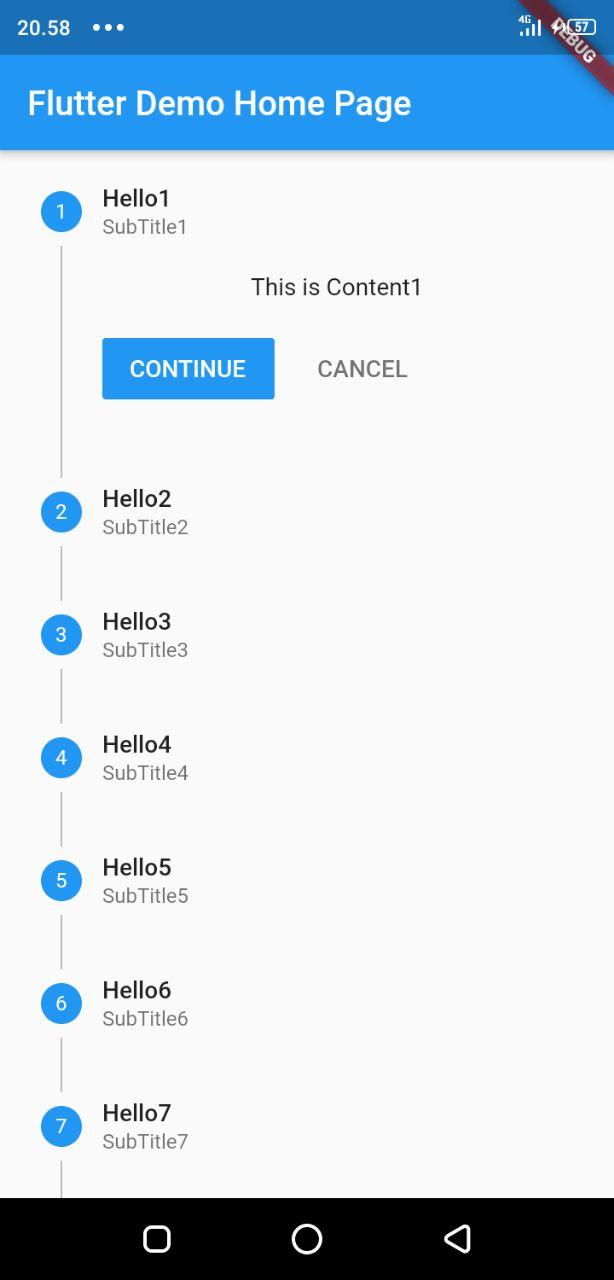 20.58
4G
57
DEBUG
Flutter Demo Home Page
1
Hello1
SubTitle1
This is Content1
CONTINUE CANCEL
2
Hello2
SubTitle2
3
Hello3
SubTitle3
4
Hello4
SubTitle4
5
Hello5
SubTitle5
6
Hello6
SubTitle6
7
Hello7
SubTitle7